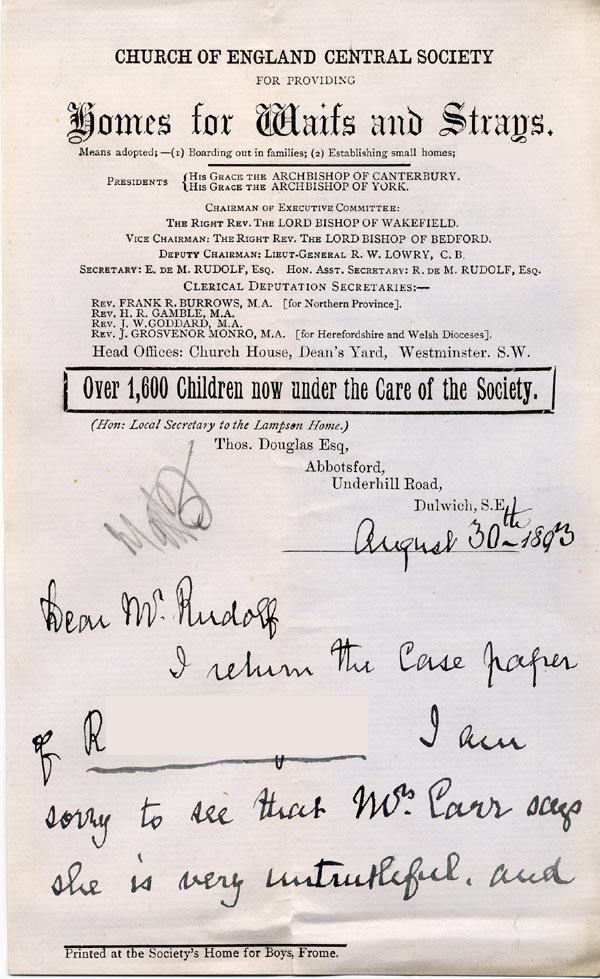 CHURCH OF ENGLAND CENTRAL SOCIETY
FOR PROVIDING
Homes for Waifs and Strays.
Means adopted;—(1) Boarding out in families; (2) Establishing small homes;
PRESIDENTS {HIS GRACE THE ARCHBISHOP OF CANTERBURY.
{HIS GRACE THE ARCHBISHOP OF YORK.
CHAIRMAN OF EXECUTIVE COMMITTEE:
THE RIGHT REV. THE LORD BISHOP OF WAKEFIELD.
VICE CHAIRMAN: THE RIGHT REV. THE LORD BISHOP OF BEDFORD.
DEPUTY CHAIRMAN: LIEUT-GENERAL R. W. LOWRY, C. B.
SECRETARY: E. DE M. RUDOLF, ESQ. HON. ASST. SECRETARY: R. DE M. RUDOLF, ESQ.
CLERICAL DEPUTATION SECRETARIES:—
REV. FRANK R. BURROWS, M.A. [for Northern Province].
REV. H. R. GAMBLE, M.A.
REV. J. W. GODDARD, M.A.
REV. J. GROSVENOR MONRO, M.A. [for Herefordshire and Welsh Dioceses].
Head Offices: Church House, Dean's Yard, Westminster. S.W.
Over 1,600 Children now under the Care of the Society.
(Hon: Local Secretary to the Lampson Home.)
Thos. Douglas Esq,
Abbotsford,
Underhill Road,
Dulwich, S.E.
August 30th 1893
Dear Mr. Rudolf
I return the Case paper
of R I am
sorry to see that Mrs. Carr says
she is very untruthful, and
Printed at the Society's Home for Boys, Frome.